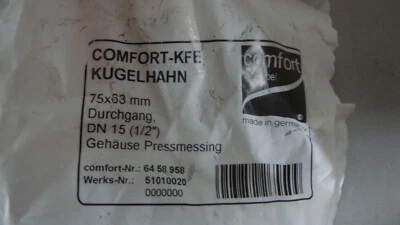 COMFORT-KFE
KUGELHAHN
75x63 mm
Durchgang,
DN 15 (1/2")
Gehäuse Pressmessing
comfort-Nr.: 64 58 958
Werks-Nr.: 51010020
0000000
comfort
made in germany